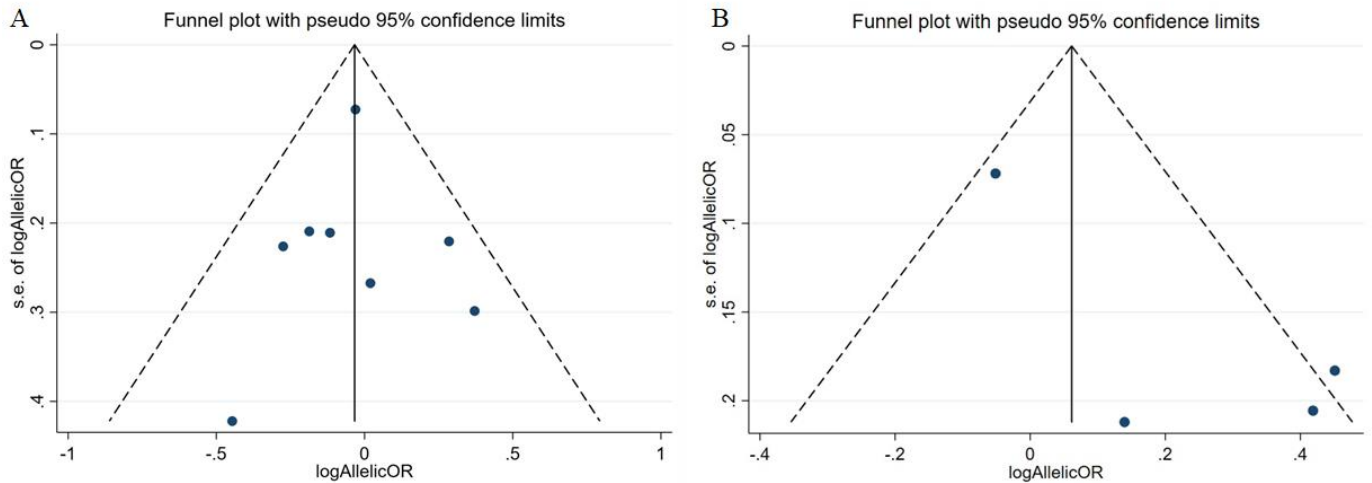 A
Funnel plot with pseudo 95% confidence limits
s.e. of logAllelicOR
0
.1
.2
.3
.4
-1
-.5
0
.5
1
logAllelicOR
B
Funnel plot with pseudo 95% confidence limits
s.e. of logAllelicOR
0
.05
.1
.15
.2
-.4
-.2
0
.2
.4
logAllelicOR